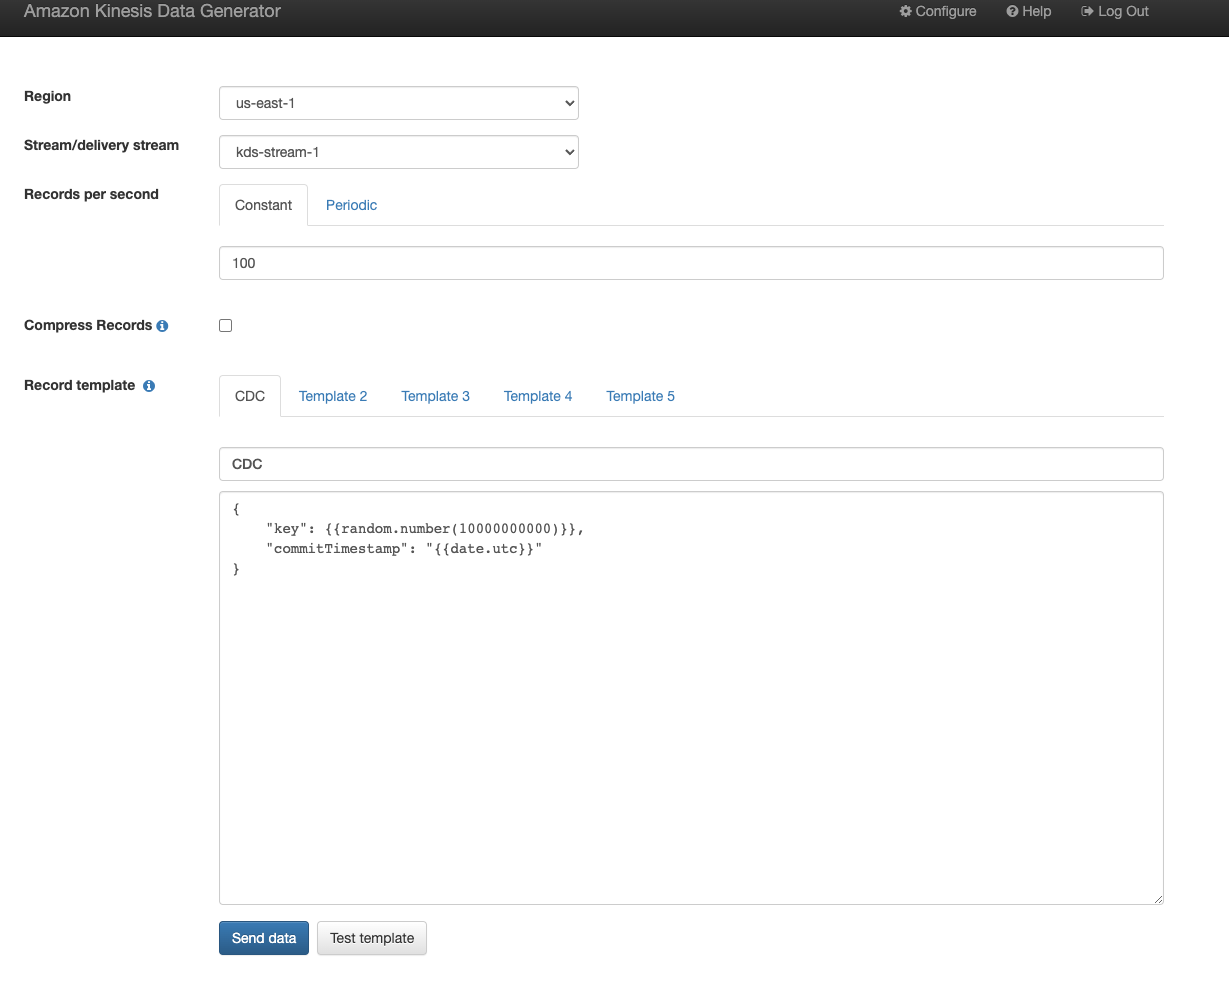 Amazon Kinesis Data Generator
Configure Help Log Out
Region
us-east-1
Stream/delivery stream
kds-stream-1
Records per second
Constant Periodic
100
Compress Records
Record template
CDC Template 2 Template 3 Template 4 Template 5
CDC
{
    "key": {{random.number(10000000000)}},
    "commitTimestamp": "{{date.utc}}"
}
Send data Test template